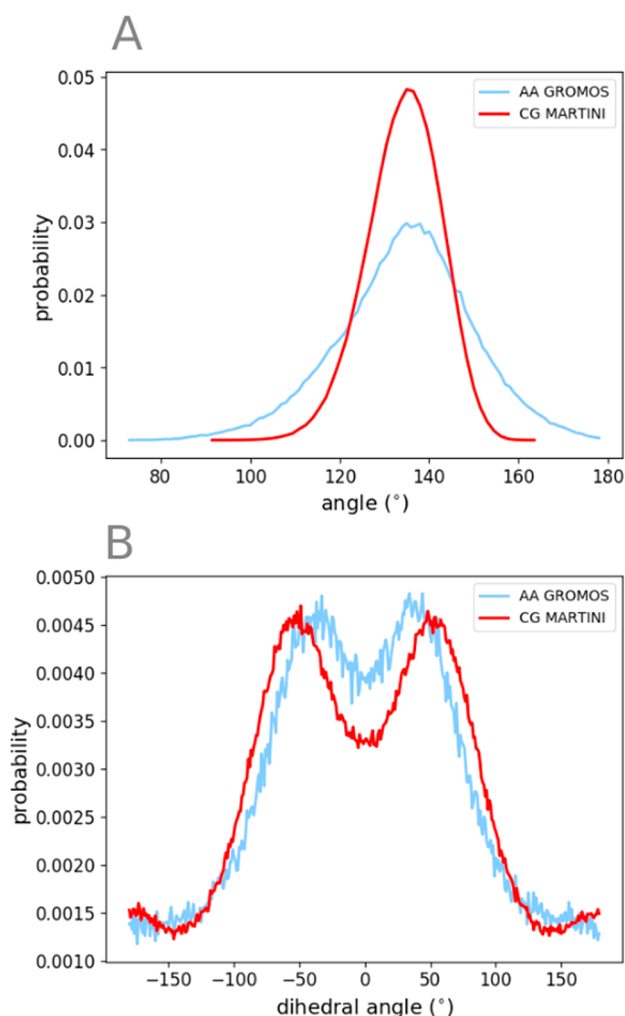 A
0.05
0.04
0.03
0.02
0.01
0.00
probability
AA GROMOS
CG MARTINI
80 100 120 140 160 180
angle (°)
B
0.0050
0.0045
0.0040
0.0035
0.0030
0.0025
0.0020
0.0015
0.0010
probability
AA GROMOS
CG MARTINI
−150 −100 −50 0 50 100 150
dihedral angle (°)